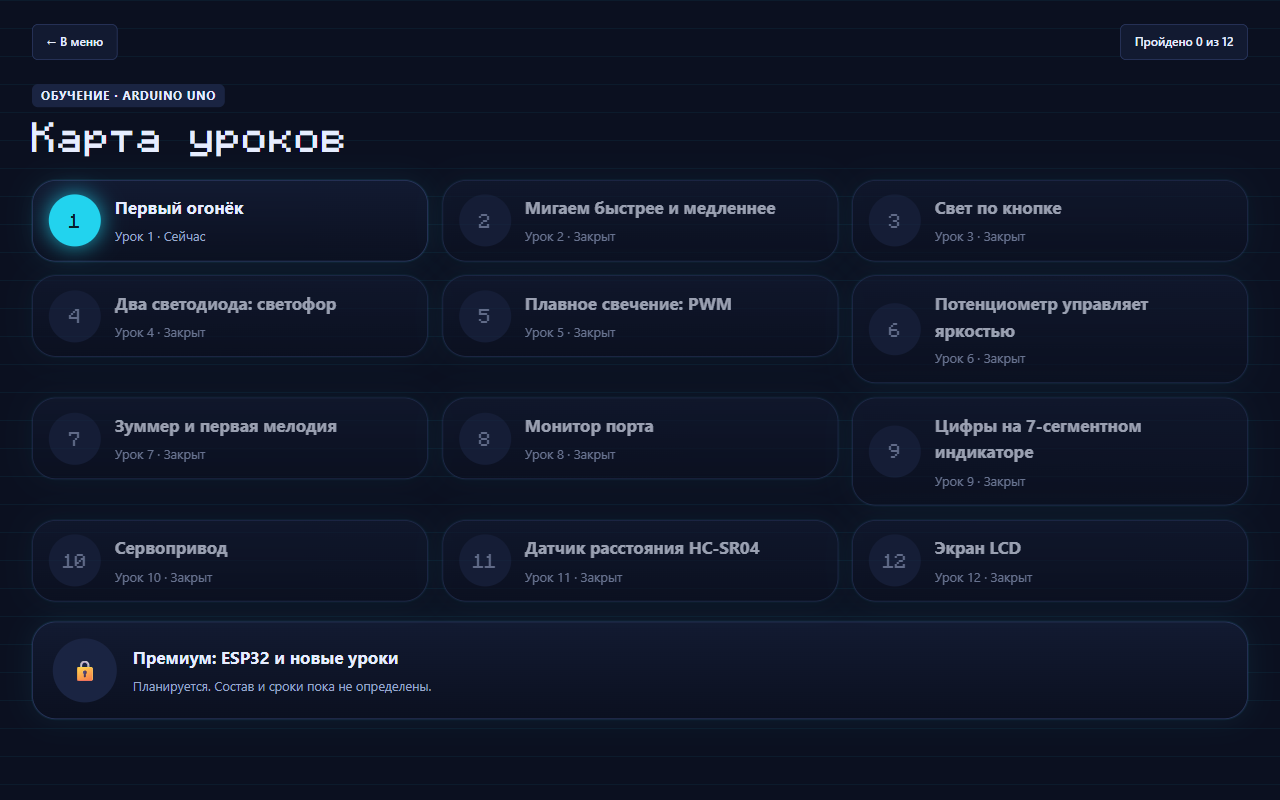 ← В меню
Пройдено 0 из 12
ОБУЧЕНИЕ · ARDUINO UNO
Карта уроков
1
Первый огонёк
Урок 1 · Сейчас
2
Мигаем быстрее и медленнее
Урок 2 · Закрыт
3
Свет по кнопке
Урок 3 · Закрыт
4
Два светодиода: светофор
Урок 4 · Закрыт
5
Плавное свечение: PWM
Урок 5 · Закрыт
6
Потенциометр управляет
яркостью
Урок 6 · Закрыт
7
Зуммер и первая мелодия
Урок 7 · Закрыт
8
Монитор порта
Урок 8 · Закрыт
9
Цифры на 7-сегментном
индикаторе
Урок 9 · Закрыт
10
Сервопривод
Урок 10 · Закрыт
11
Датчик расстояния HC-SR04
Урок 11 · Закрыт
12
Экран LCD
Урок 12 · Закрыт
Премиум: ESP32 и новые уроки
Планируется. Состав и сроки пока не определены.